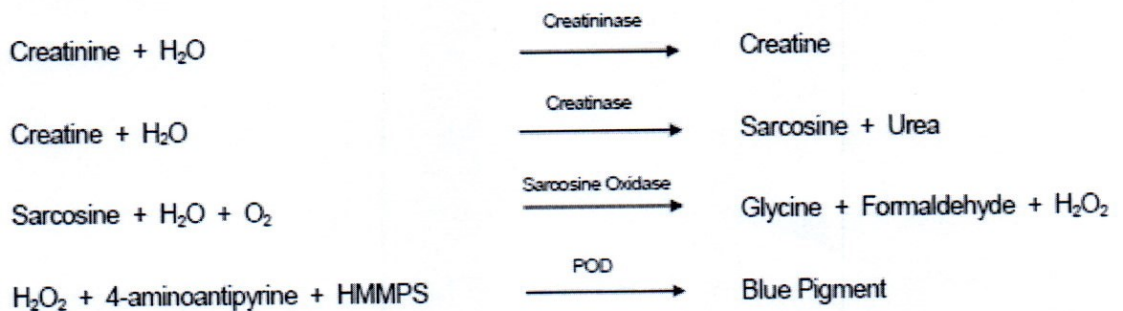 Creatininase
Creatinine + H₂O Creatine
Creatinase
Creatine + H₂O Sarcosine + Urea
Sarcosine Oxidase
Sarcosine + H₂O + O₂ Glycine + Formaldehyde + H₂O₂
POD
H₂O₂ + 4-aminoantipyrine + HMMPS Blue Pigment